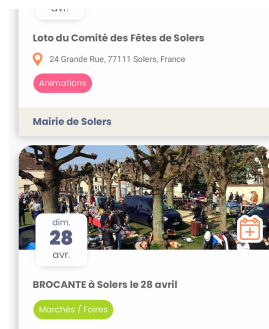 avr.
Loto du Comité des Fêtes de Solers
24 Grande Rue, 77111 Solers, France
Animations
Mairie de Solers
dim.
28
avr.
BROCANTE à Solers le 28 avril
Marchés / Foires